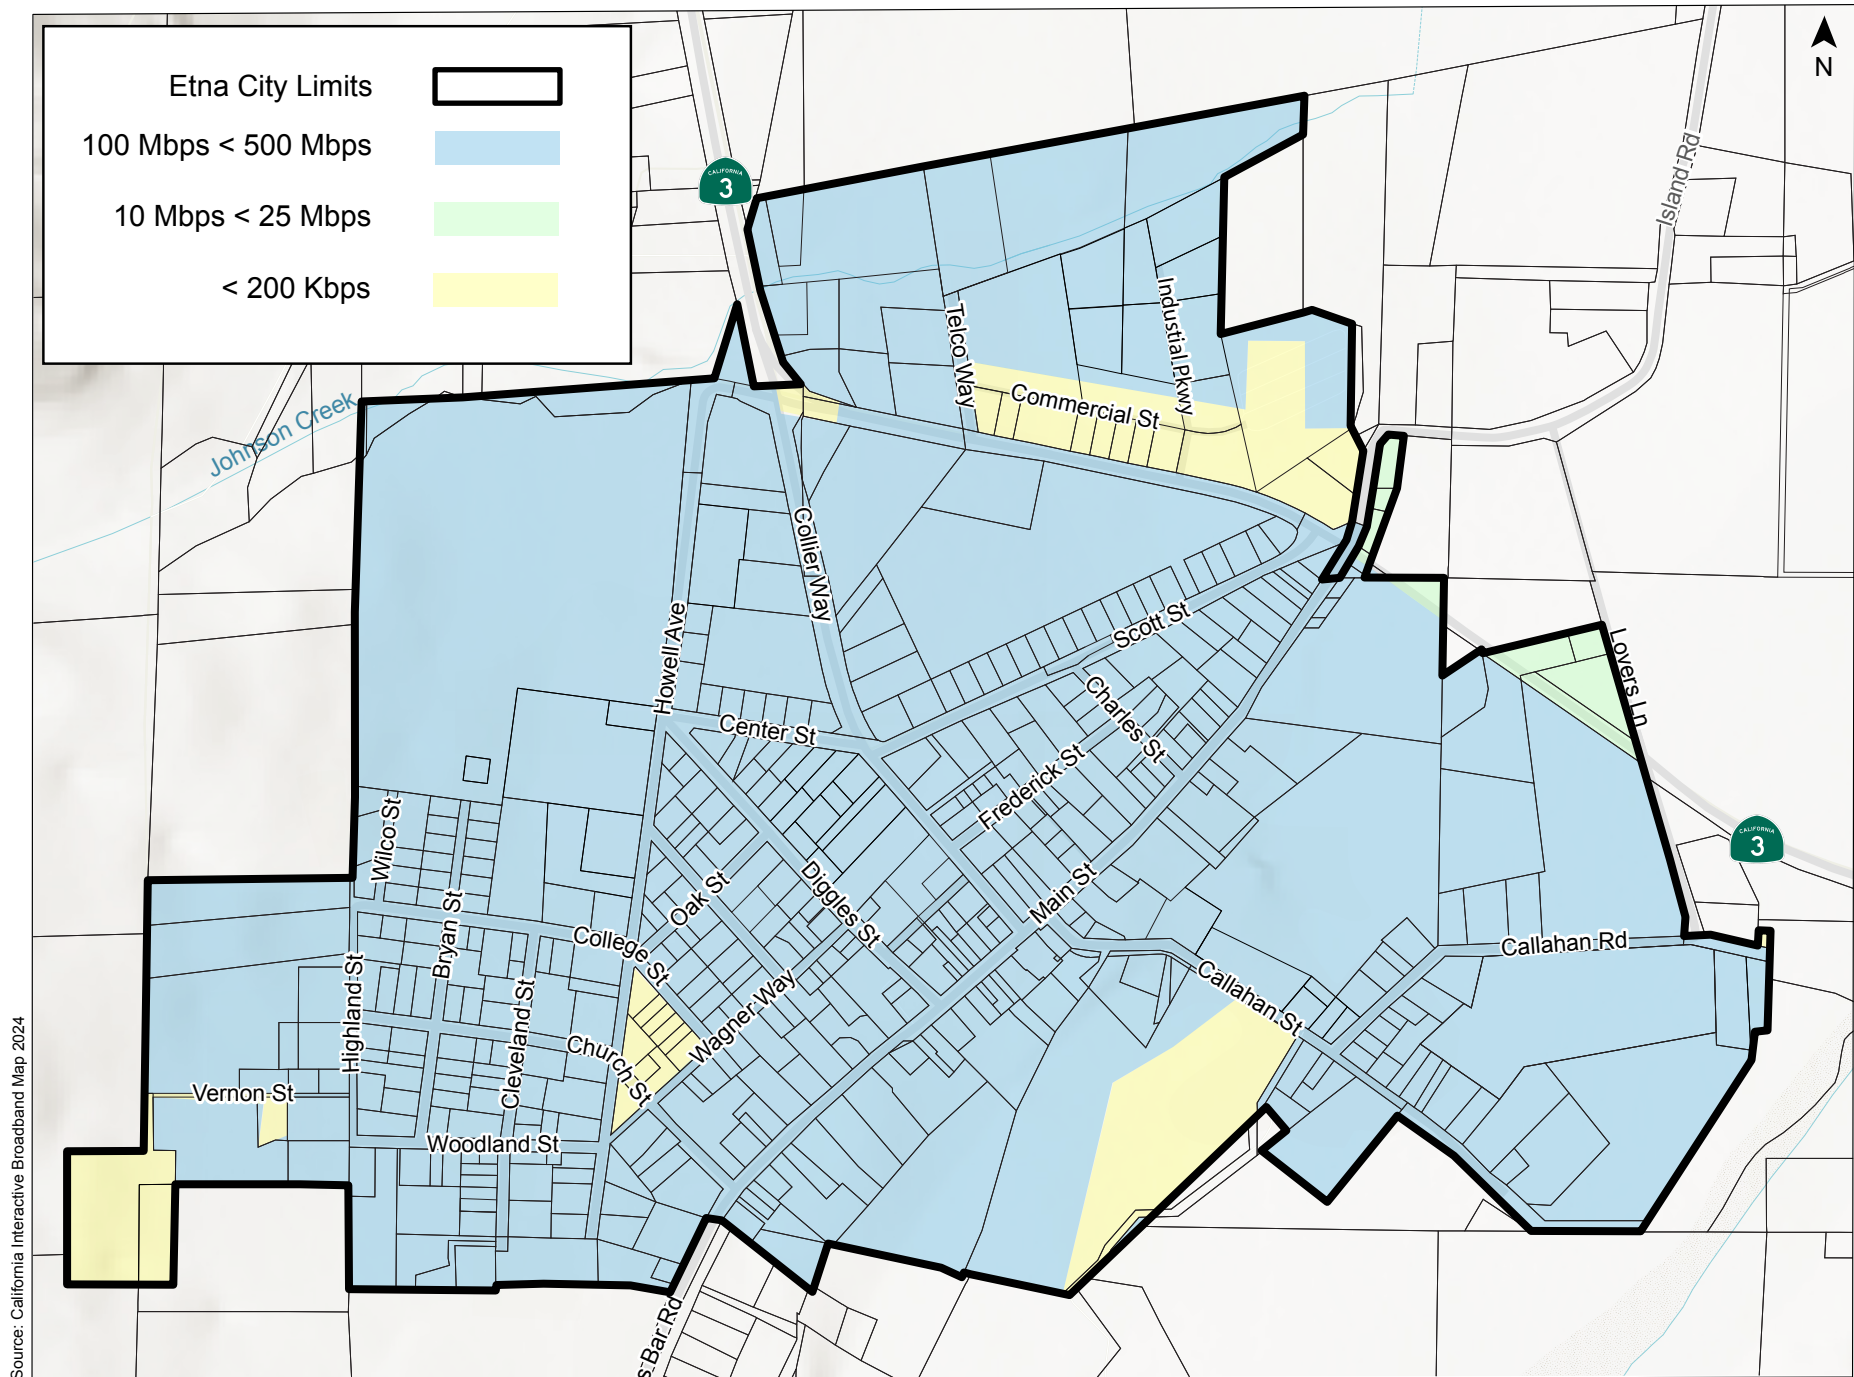 Etna City Limits
100 Mbps < 500 Mbps
10 Mbps < 25 Mbps
< 200 Kbps
N
CALIFORNIA
3
Island Rd
Johnson Creek
Telco Way
Industial Pkwy
Commercial St
Collier Way
Howell Ave
Scott St
Lovers Ln
Center St
Charles St
Frederick St
CALIFORNIA
3
Wilco St
Oak St
Diggles St
Main St
Bryan St
College St
Callahan Rd
Highland St
Cleveland St
Wagner Way
Callahan St
Church St
Vernon St
Woodland St
s Bar Rd
Source: California Interactive Broadband Map 2024